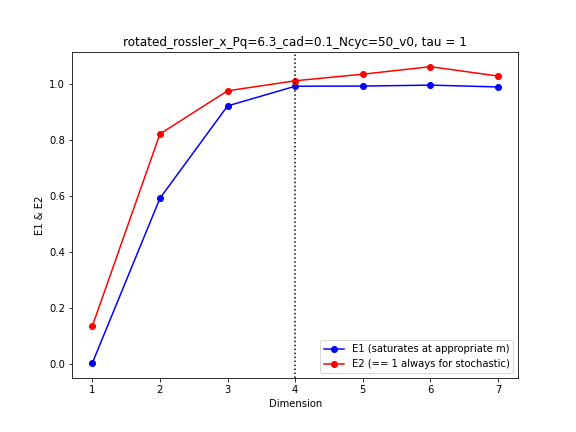 rotated_rossler_x_Pq=6.3_cad=0.1_Ncyc=50_v0, tau = 1
1.0
0.8
0.6
0.4
0.2
0.0
E1 & E2
E1 (saturates at appropriate m)
E2 (== 1 always for stochastic)
1 2 3 4 5 6 7
Dimension